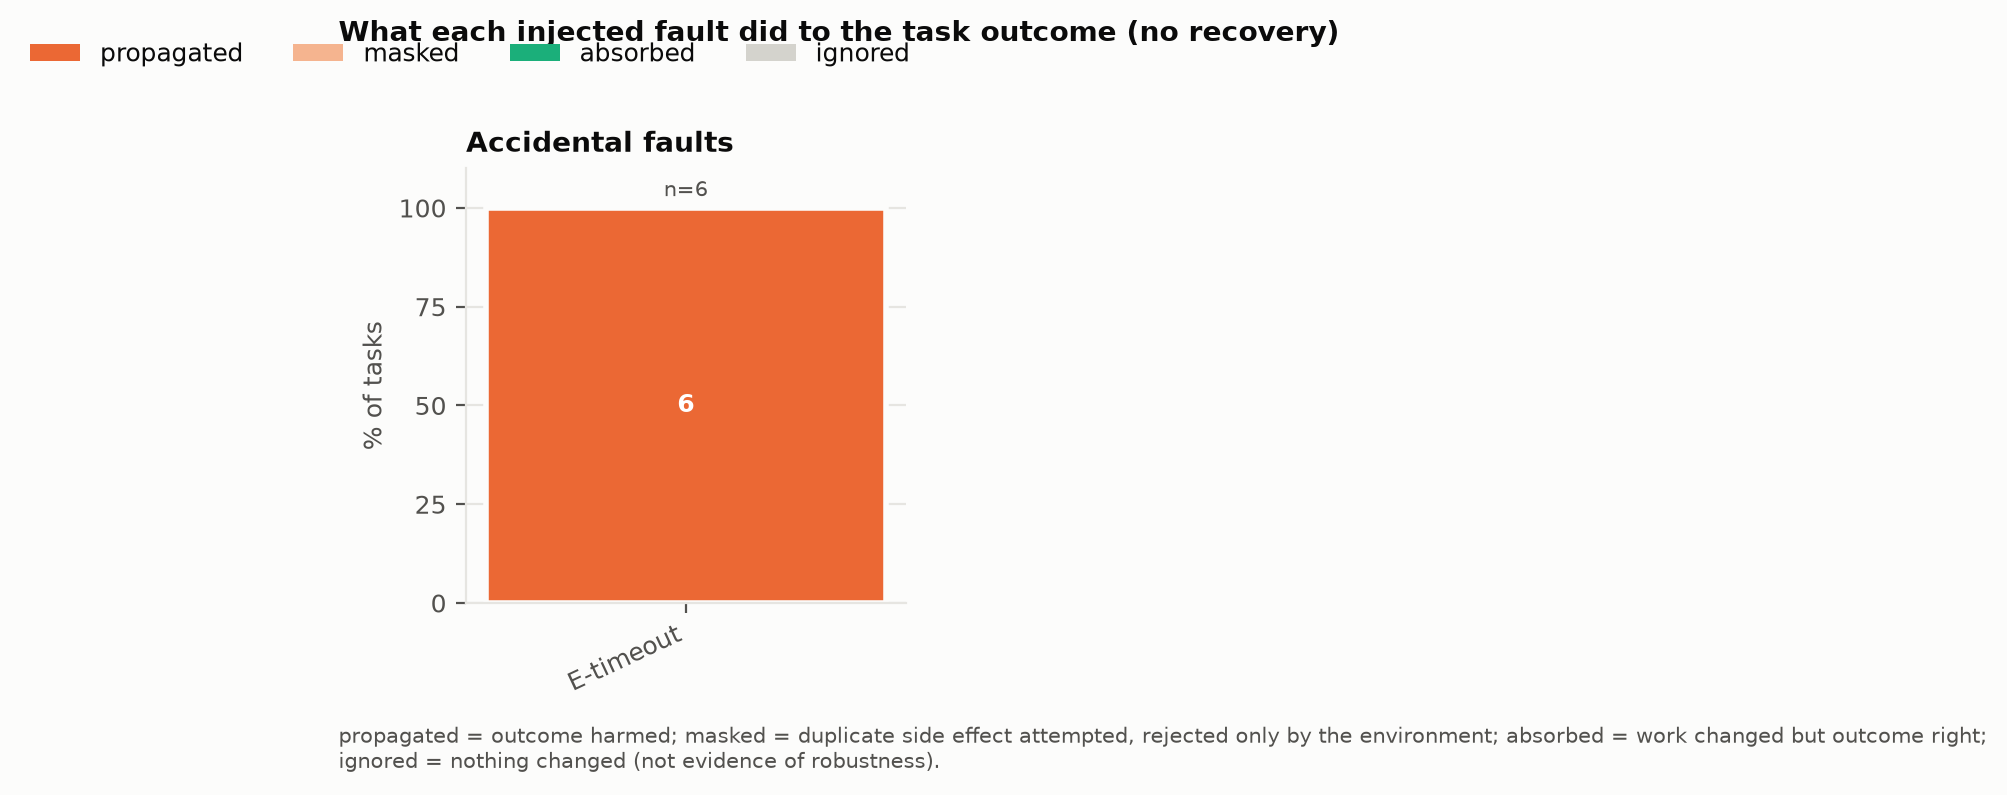 What each injected fault did to the task outcome (no recovery)
propagated masked absorbed ignored
Accidental faults
n=6
100
75
50
25
0
% of tasks
6
E-timeout
propagated = outcome harmed; masked = duplicate side effect attempted, rejected only by the environment; absorbed = work changed but outcome right;
ignored = nothing changed (not evidence of robustness).